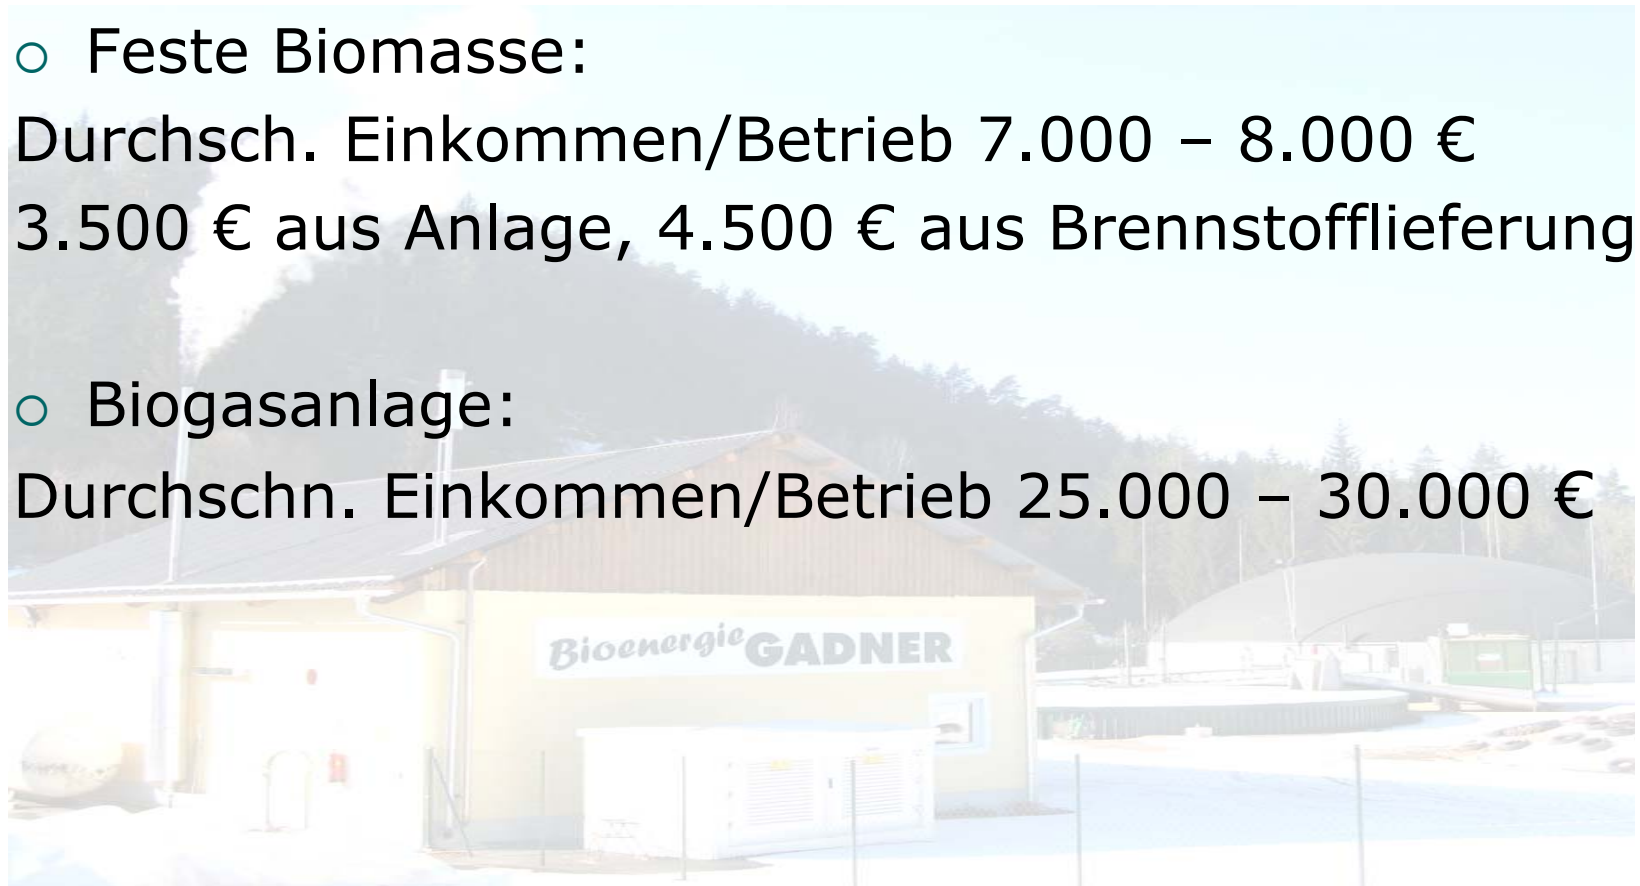 Feste Biomasse:
Durchsch. Einkommen/Betrieb 7.000 – 8.000 €
3.500 € aus Anlage, 4.500 € aus Brennstofflieferung
Biogasanlage:
Durchschn. Einkommen/Betrieb 25.000 – 30.000 €
Bioenergie GADNER